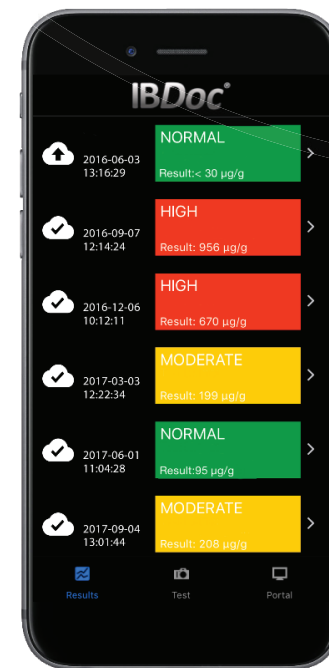 IBDoc®
NORMAL
2016-06-03
13:16:29
Result:< 30 µg/g
HIGH
2016-09-07
12:14:24
Result: 956 µg/g
HIGH
2016-12-06
10:12:11
Result: 670 µg/g
MODERATE
2017-03-03
12:22:34
Result: 199 µg/g
NORMAL
2017-06-01
11:04:28
Result:95 µg/g
MODERATE
2017-09-04
13:01:44
Result: 208 µg/g
Results Test Portal